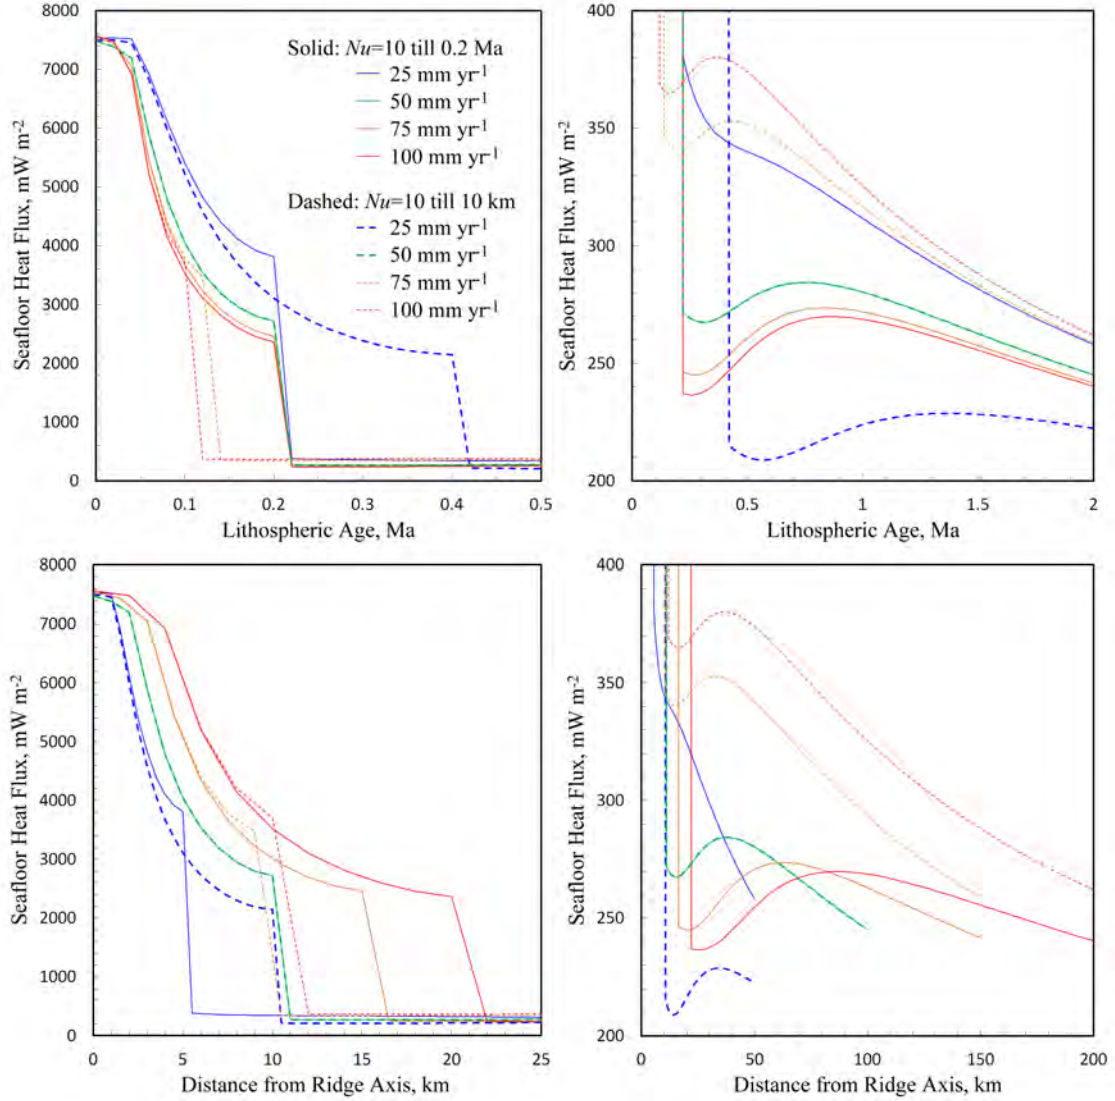 8000
7000
6000
5000
4000
3000
2000
1000
0
Seafloor Heat Flux, mW m-2
Solid: Nu=10 till 0.2 Ma
25 mm yr-1
50 mm yr-1
75 mm yr-1
100 mm yr-1
Dashed: Nu=10 till 10 km
25 mm yr-1
50 mm yr-1
75 mm yr-1
100 mm yr-1
0 0.1 0.2 0.3 0.4 0.5
Lithospheric Age, Ma
400
350
300
250
200
Seafloor Heat Flux, mW m-2
0 0.5 1 1.5 2
Lithospheric Age, Ma
8000
7000
6000
5000
4000
3000
2000
1000
0
Seafloor Heat Flux, mW m-2
0 5 10 15 20 25
Distance from Ridge Axis, km
400
350
300
250
200
Seafloor Heat Flux, mW m-2
0 50 100 150 200
Distance from Ridge Axis, km